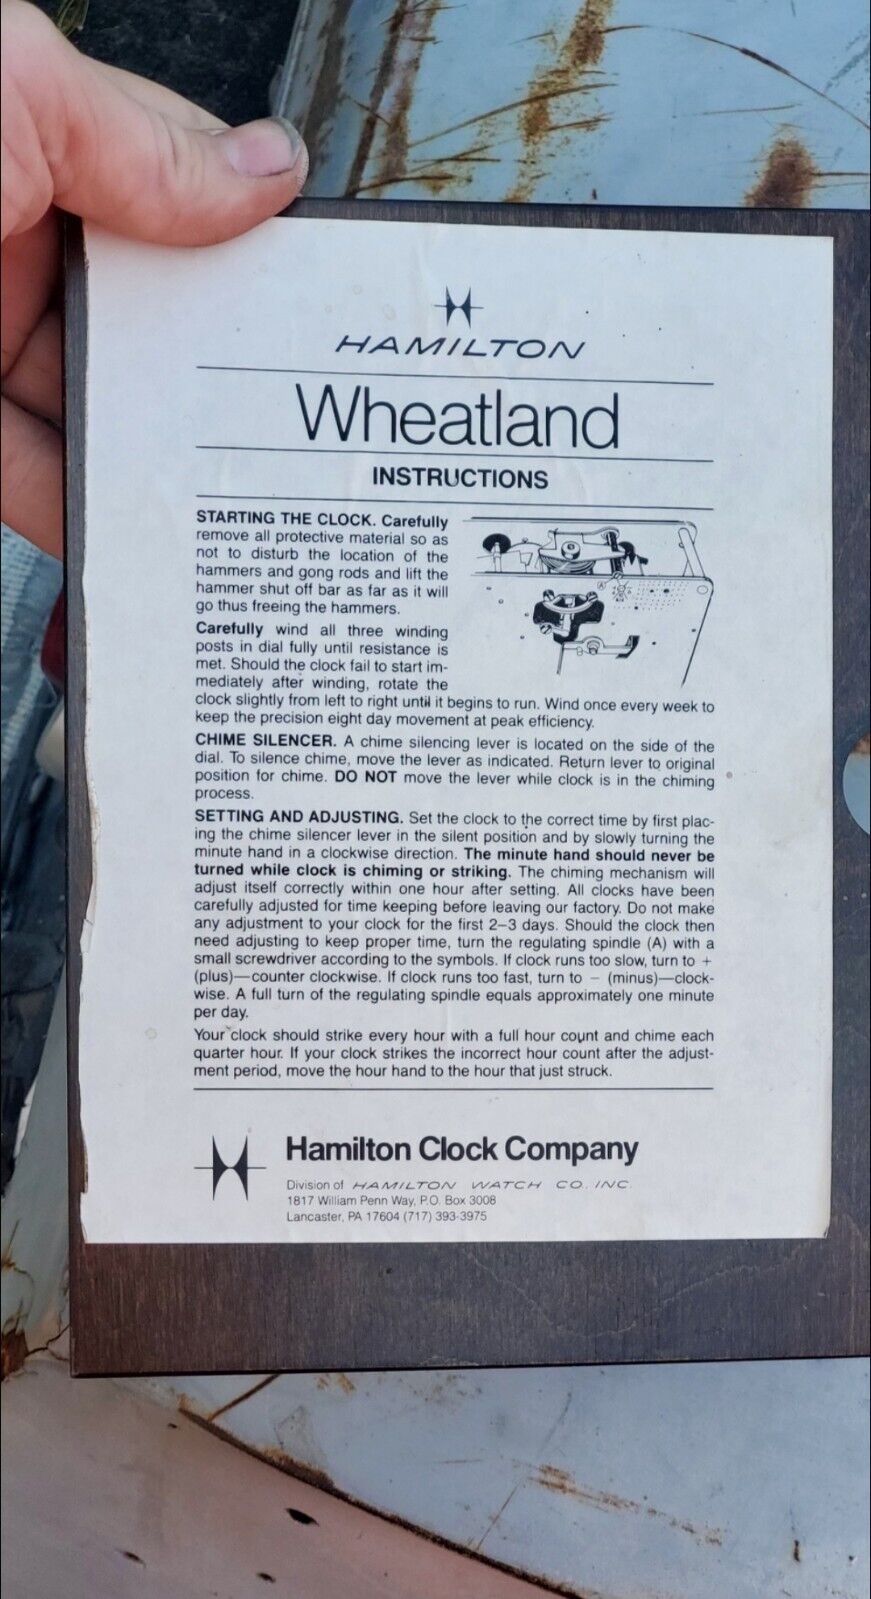 HAMILTON
Wheatland
INSTRUCTIONS
STARTING THE CLOCK. Carefully
remove all protective material so as
not to disturb the location of the
hammers and gong rods and lift the
hammer shut off bar as far as it will
go thus freeing the hammers.
Carefully wind all three winding
posts in dial fully until resistance is
met. Should the clock fail to start im-
mediately after winding, rotate the
clock slightly from left to right until it begins to run. Wind once every week to
keep the precision eight day movement at peak efficiency.
CHIME SILENCER. A chime silencing lever is located on the side of the
dial. To silence chime, move the lever as indicated. Return lever to original
position for chime. DO NOT move the lever while clock is in the chiming
process.
SETTING AND ADJUSTING. Set the clock to the correct time by first plac-
ing the chime silencer lever in the silent position and by slowly turning the
minute hand in a clockwise direction. The minute hand should never be
turned while clock is chiming or striking. The chiming mechanism will
adjust itself correctly within one hour after setting. All clocks have been
carefully adjusted for time keeping before leaving our factory. Do not make
any adjustment to your clock for the first 2–3 days. Should the clock then
need adjusting to keep proper time, turn the regulating spindle (A) with a
small screwdriver according to the symbols. If clock runs too slow, turn to +
(plus)—counter clockwise. If clock runs too fast, turn to – (minus)—clock-
wise. A full turn of the regulating spindle equals approximately one minute
per day.
Your clock should strike every hour with a full hour count and chime each
quarter hour. If your clock strikes the incorrect hour count after the adjust-
ment period, move the hour hand to the hour that just struck.
Hamilton Clock Company
Division of HAMILTON WATCH CO. INC.
1817 William Penn Way, P.O. Box 3008
Lancaster, PA 17604 (717) 393-3975